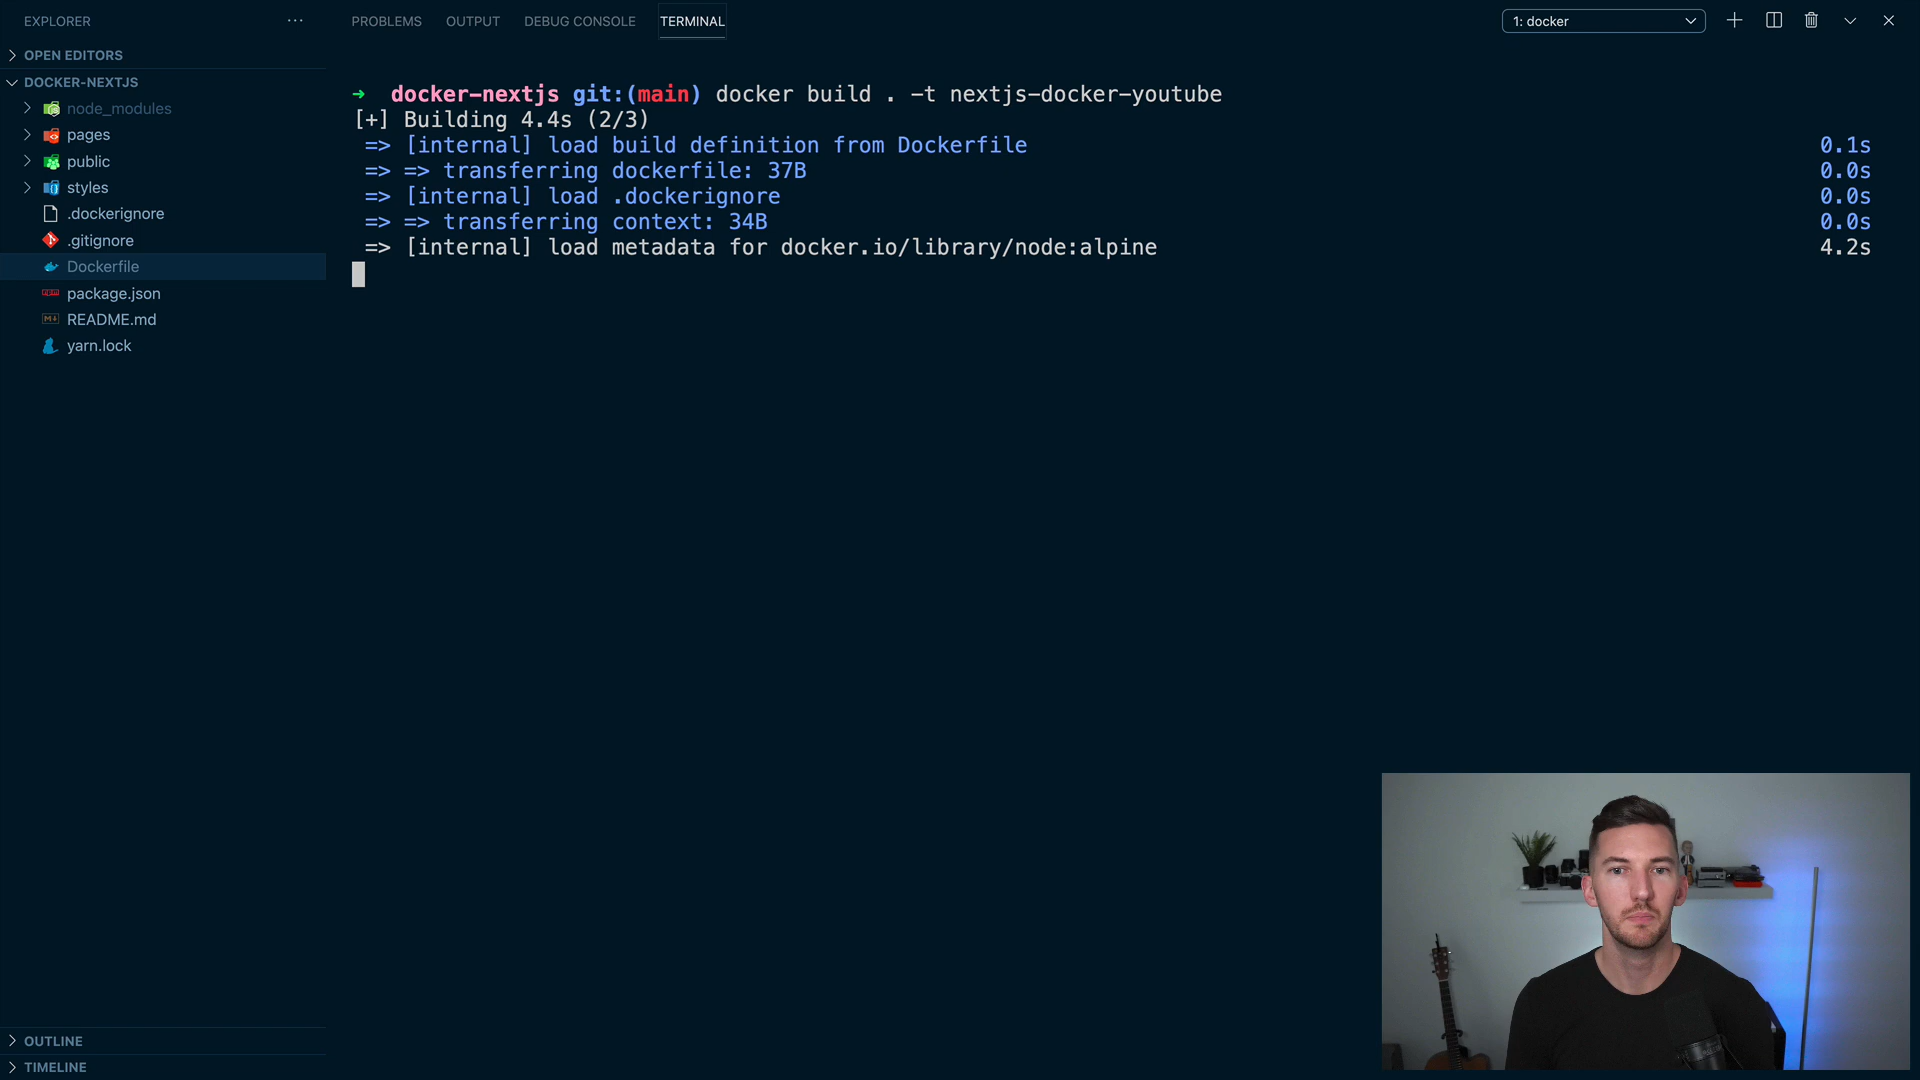 EXPLORER
OPEN EDITORS
DOCKER-NEXTJS
node_modules
pages
public
styles
.dockerignore
.gitignore
Dockerfile
package.json
README.md
yarn.lock
OUTLINE
TIMELINE
PROBLEMS OUTPUT DEBUG CONSOLE TERMINAL 1: docker
➜ docker-nextjs git:(main) docker build . -t nextjs-docker-youtube
[+] Building 4.4s (2/3)
=> [internal] load build definition from Dockerfile 0.1s
=> => transferring dockerfile: 37B 0.0s
=> [internal] load .dockerignore 0.0s
=> => transferring context: 34B 0.0s
=> [internal] load metadata for docker.io/library/node:alpine 4.2s